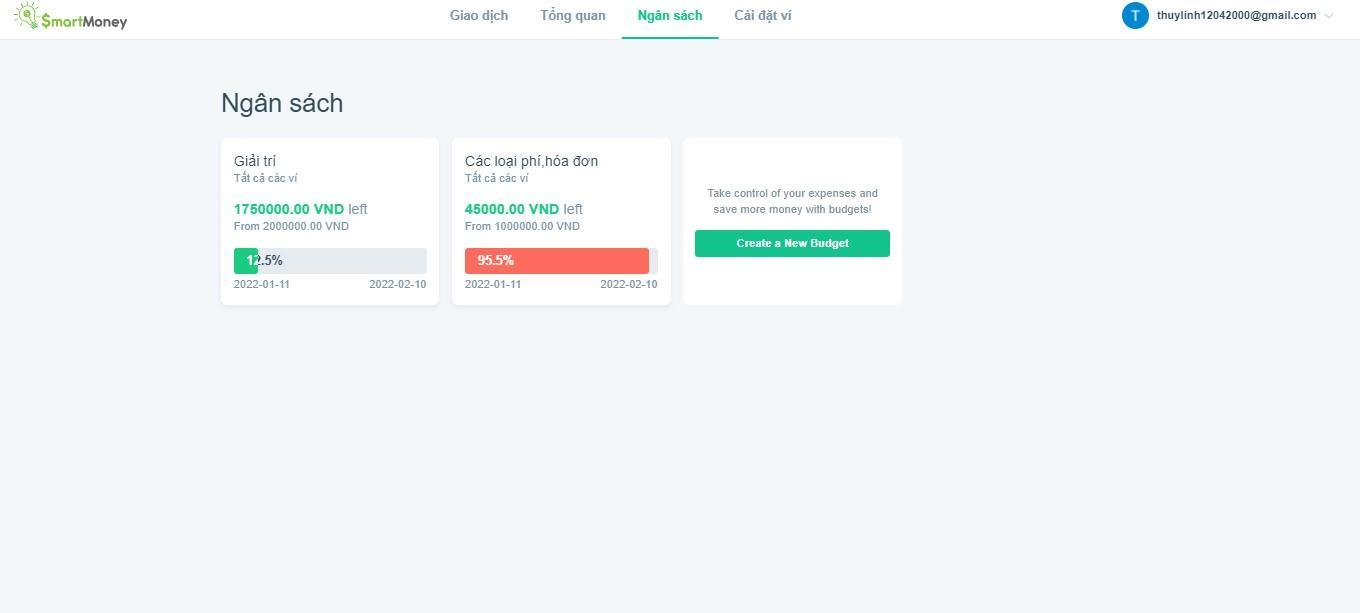 $martMoney
Giao dịch
Tổng quan
Ngân sách
Cài đặt ví
T
thuylinh12042000@gmail.com
Ngân sách
Giải trí
Tất cả các ví
1750000.00 VND left
From 2000000.00 VND
12.5%
2022-01-11 2022-02-10
Các loại phí,hóa đơn
Tất cả các ví
45000.00 VND left
From 1000000.00 VND
95.5%
2022-01-11 2022-02-10
Take control of your expenses and
save more money with budgets!
Create a New Budget